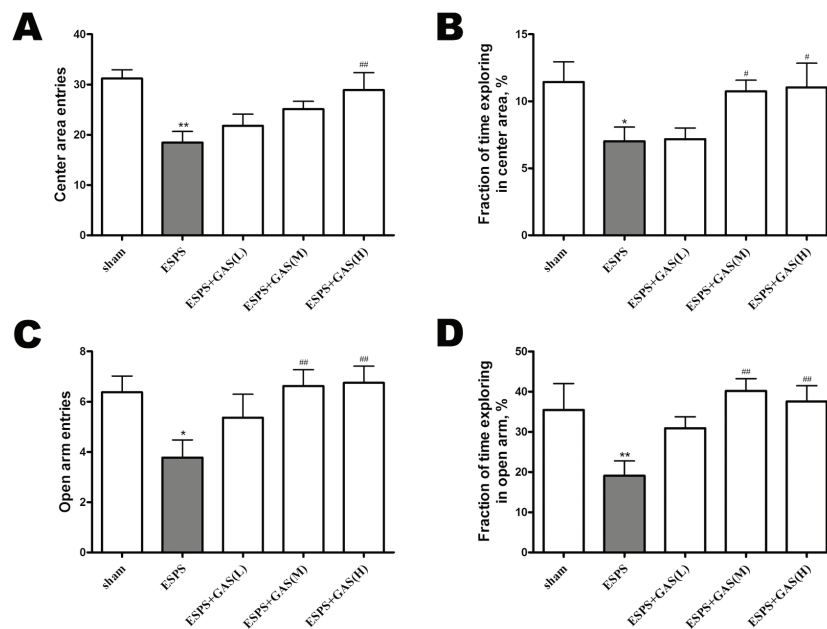 A
Center area entries
40
30
20
10
0
**
##
sham
ESPS
ESPS+GAS(L)
ESPS+GAS(M)
ESPS+GAS(H)
B
Fraction of time exploring
in center area, %
15
10
5
0
*
#
#
sham
ESPS
ESPS+GAS(L)
ESPS+GAS(M)
ESPS+GAS(H)
C
Open arm entries
8
6
4
2
0
*
##
##
sham
ESPS
ESPS+GAS(L)
ESPS+GAS(M)
ESPS+GAS(H)
D
Fraction of time exploring
in open arm, %
50
40
30
20
10
0
**
##
##
sham
ESPS
ESPS+GAS(L)
ESPS+GAS(M)
ESPS+GAS(H)